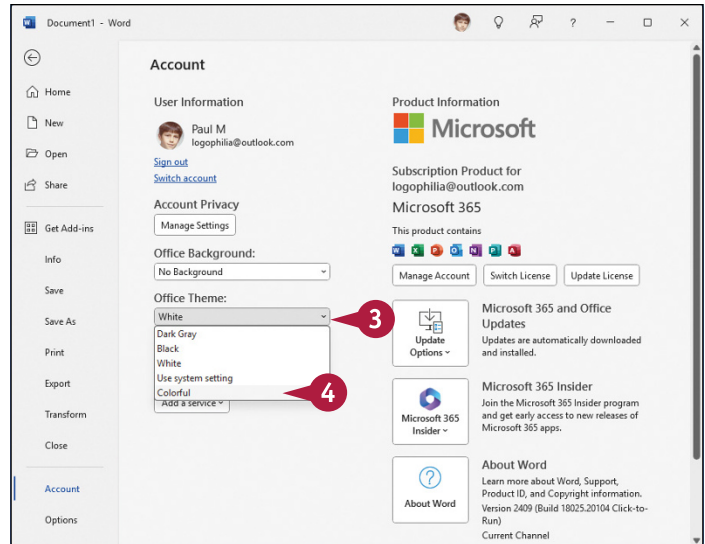 Document1 - Word
?
Home
New
Open
Share
Get Add-ins
Info
Save
Save As
Print
Export
Transform
Close
Account
Options
Account
User Information
Paul M
logophilia@outlook.com
Sign out
Switch account
Account Privacy
Manage Settings
Office Background:
No Background
Office Theme:
White
3
Dark Gray
Black
White
Use system setting
Colorful
4
Add a service
Product Information
Microsoft
Subscription Product for
logophilia@outlook.com
Microsoft 365
This product contains
Manage Account
Switch License
Update License
Update
Options
Microsoft 365 and Office
Updates
Updates are automatically downloaded
and installed.
Microsoft 365
Insider
Microsoft 365 Insider
Join the Microsoft 365 Insider program
and get early access to new releases of
Microsoft 365 apps.
?
About Word
About Word
Learn more about Word, Support,
Product ID, and Copyright information.
Version 2409 (Build 18025.20104 Click-to-
Run)
Current Channel